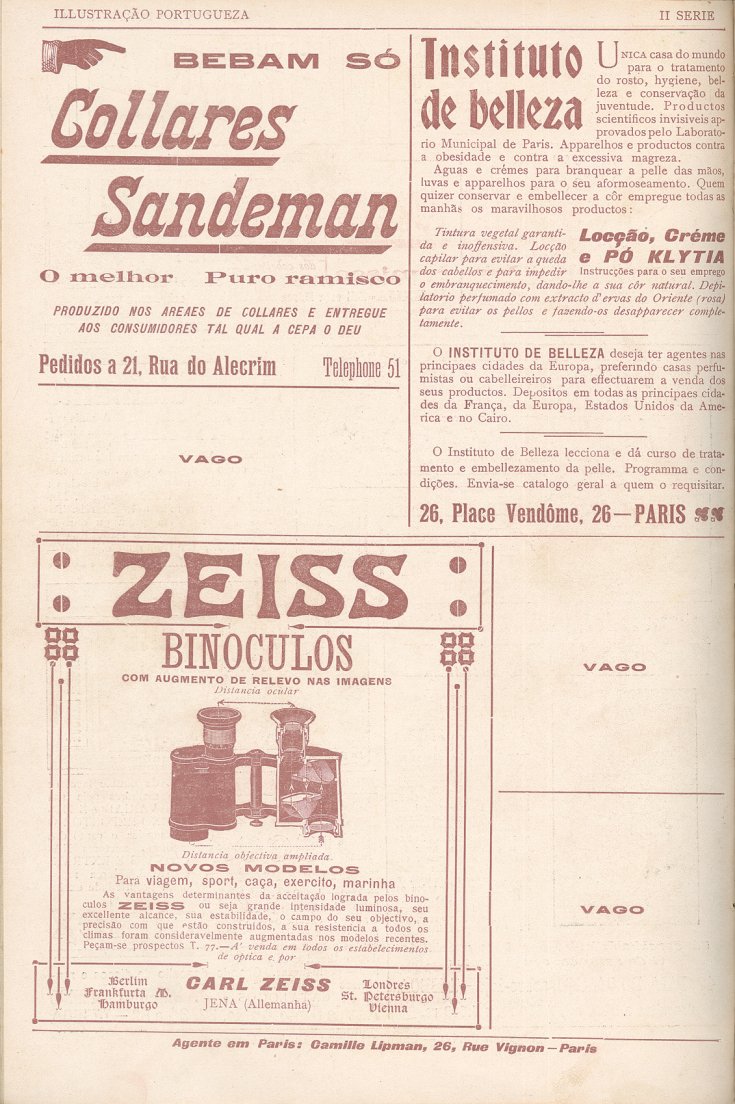 ILLUSTRAÇÃO PORTUGUEZA
II SERIE
BEBAM SÓ
Collares
Sandeman
O melhor Puro ramisco
PRODUZIDO NOS AREAES DE COLLARES E ENTREGUE
AOS CONSUMIDORES TAL QUAL A CEPA O DEU
Pedidos a 21, Rua do Alecrim Telephone 51
VAGO
Instituto
de belleza
UNICA casa do mundo
para o tratamento
do rosto, hygiene, bel-
leza e conservação da
juventude. Productos
scientificos invisiveis ap-
provados pelo Laborato-
rio Municipal de Paris. Apparelhos e productos contra
a obesidade e contra a excessiva magreza.
Aguas e crémes para branquear a pelle das mãos,
luvas e apparelhos para o seu aformoseamento. Quem
quizer conservar e embellecer a côr empregue todas as
manhãs os maravilhosos productos:
Locção, Créme
e PÓ KLYTIA
Instrucções para o seu emprego
Tintura vegetal garanti-
da e inoffensiva. Locção
capilar para evitar a queda
dos cabellos e para impedir
o embranquecimento, dando-lhe a sua côr natural. Depi-
latorio perfumado com extracto d'ervas do Oriente (rosa)
para evitar os pellos e fazendo-os desapparecer comple-
tamente.
O INSTITUTO DE BELLEZA deseja ter agentes nas
principaes cidades da Europa, preferindo casas perfu-
mistas ou cabelleireiros para effectuarem a venda dos
seus productos. Depositos em todas as principaes cida-
des da França, da Europa, Estados Unidos da Ame-
rica e no Cairo.
O Instituto de Belleza lecciona e dá curso de trata-
mento e embellezamento da pelle. Programma e con-
dições. Envia-se catalogo geral a quem o requisitar.
26, Place Vendôme, 26—PARIS
ZEISS
BINOCULOS
COM AUGMENTO DE RELEVO NAS IMAGENS
Distancia ocular
Distancia objectiva ampliada.
NOVOS MODELOS
Para viagem, sport, caça, exercito, marinha
As vantagens determinantes da acceitação lograda pelos bino-
culos ZEISS ou seja grande intensidade luminosa, seu
excellente alcance, sua estabilidade, o campo do seu objectivo, a
precisão com que estão construidos, a sua resistencia a todos os
climas foram consideravelmente augmentadas nos modelos recentes.
Peçam-se prospectos T. 77.—A' venda em todos os estabelecimentos
de optica e por
Berlim
Frankfurta /M.
Hamburgo
CARL ZEISS
JENA (Allemanha)
Londres
St. Petersburgo
Vienna
VAGO
VAGO
Agente em Paris: Camille Lipman, 26, Rue Vignon—Paris